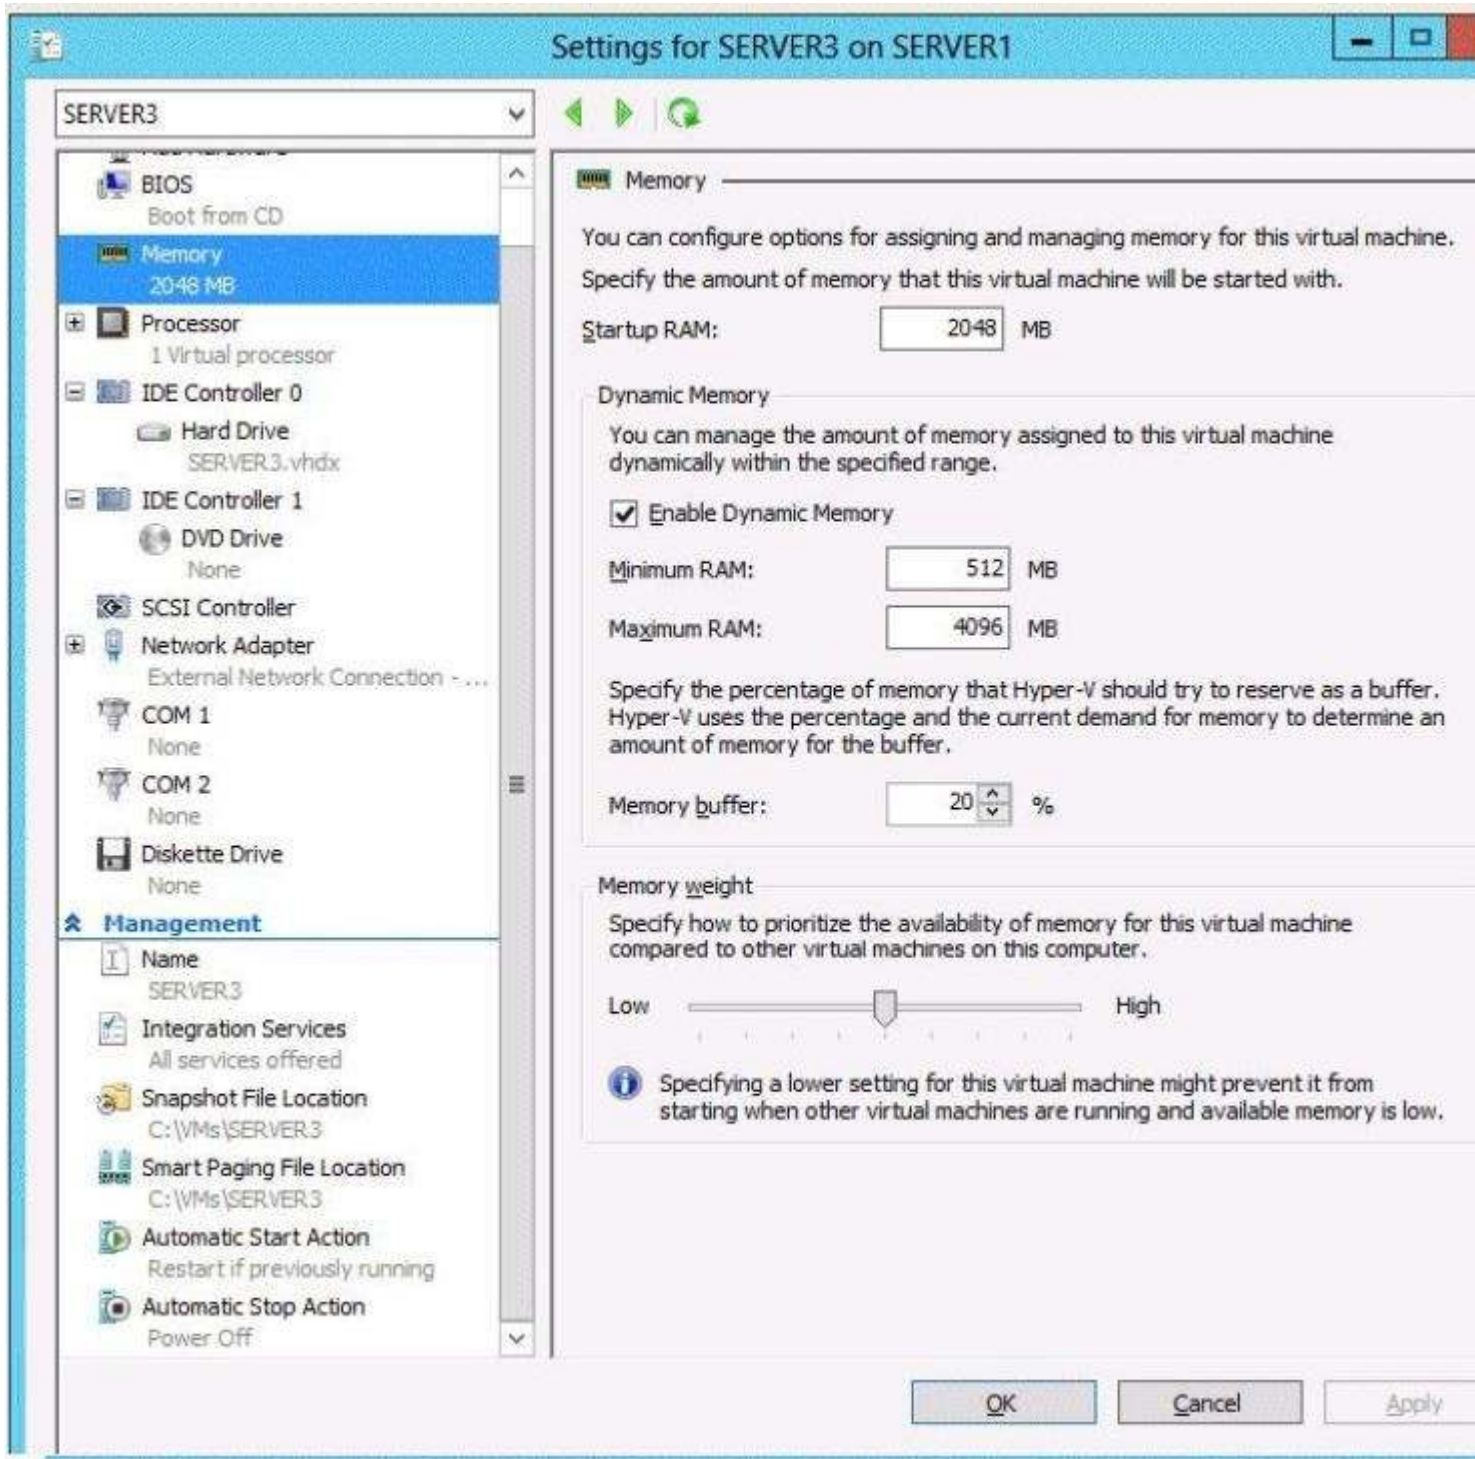 Settings for SERVER3 on SERVER1
SERVER3
BIOS
Boot from CD
Memory
2048 MB
Processor
1 Virtual processor
IDE Controller 0
Hard Drive
SERVER3.vhdx
IDE Controller 1
DVD Drive
None
SCSI Controller
Network Adapter
External Network Connection - ...
COM 1
None
COM 2
None
Diskette Drive
None
Management
Name
SERVER3
Integration Services
All services offered
Snapshot File Location
C:\VMs\SERVER3
Smart Paging File Location
C:\VMs\SERVER3
Automatic Start Action
Restart if previously running
Automatic Stop Action
Power Off
Memory
You can configure options for assigning and managing memory for this virtual machine.
Specify the amount of memory that this virtual machine will be started with.
Startup RAM: 2048 MB
Dynamic Memory
You can manage the amount of memory assigned to this virtual machine
dynamically within the specified range.
Enable Dynamic Memory
Minimum RAM: 512 MB
Maximum RAM: 4096 MB
Specify the percentage of memory that Hyper-V should try to reserve as a buffer.
Hyper-V uses the percentage and the current demand for memory to determine an
amount of memory for the buffer.
Memory buffer: 20 %
Memory weight
Specify how to prioritize the availability of memory for this virtual machine
compared to other virtual machines on this computer.
Low High
Specifying a lower setting for this virtual machine might prevent it from
starting when other virtual machines are running and available memory is low.
OK Cancel Apply